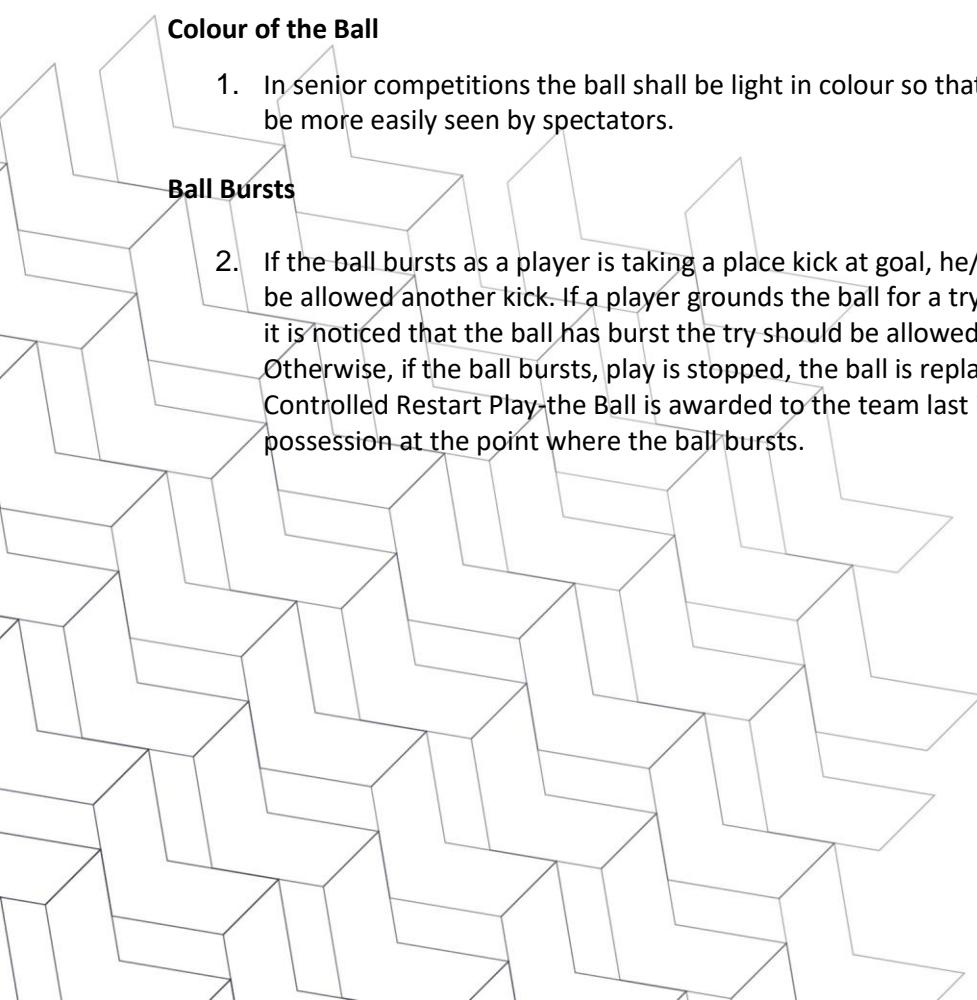 Colour of the Ball
1. In senior competitions the ball shall be light in colour so that
be more easily seen by spectators.
Ball Bursts
2. If the ball bursts as a player is taking a place kick at goal, he/
be allowed another kick. If a player grounds the ball for a try
it is noticed that the ball has burst the try should be allowed
Otherwise, if the ball bursts, play is stopped, the ball is repla
Controlled Restart Play-the Ball is awarded to the team last
possession at the point where the ball bursts.